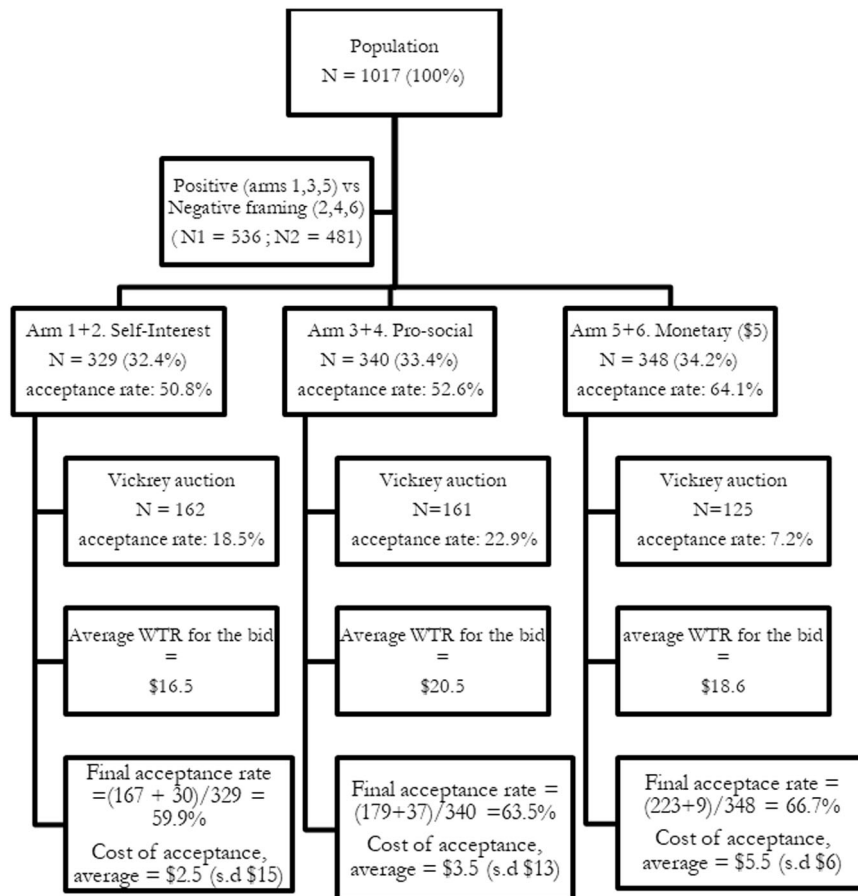 Population
N = 1017 (100%)
Positive (arms 1,3,5) vs
Negative framing (2,4,6)
( N1 = 536 ; N2 = 481)
Arm 1+2. Self-Interest
N = 329 (32.4%)
acceptance rate: 50.8%
Arm 3+4. Pro-social
N = 340 (33.4%)
acceptance rate: 52.6%
Arm 5+6. Monetary ($5)
N = 348 (34.2%)
acceptance rate: 64.1%
Vickrey auction
N = 162
acceptance rate: 18.5%
Vickrey auction
N=161
acceptance rate: 22.9%
Vickrey auction
N=125
acceptance rate: 7.2%
Average WTR for the bid
=
$16.5
Average WTR for the bid
=
$20.5
average WTR for the bid
=
$18.6
Final acceptance rate
=(167 + 30)/329 =
59.9%
Cost of acceptance,
average = $2.5 (s.d $15)
Final acceptance rate =
(179+37)/340 =63.5%
Cost of acceptance,
average = $3.5 (s.d $13)
Final acceptace rate =
(223+9)/348 = 66.7%
Cost of acceptance,
average = $5.5 (s.d $6)